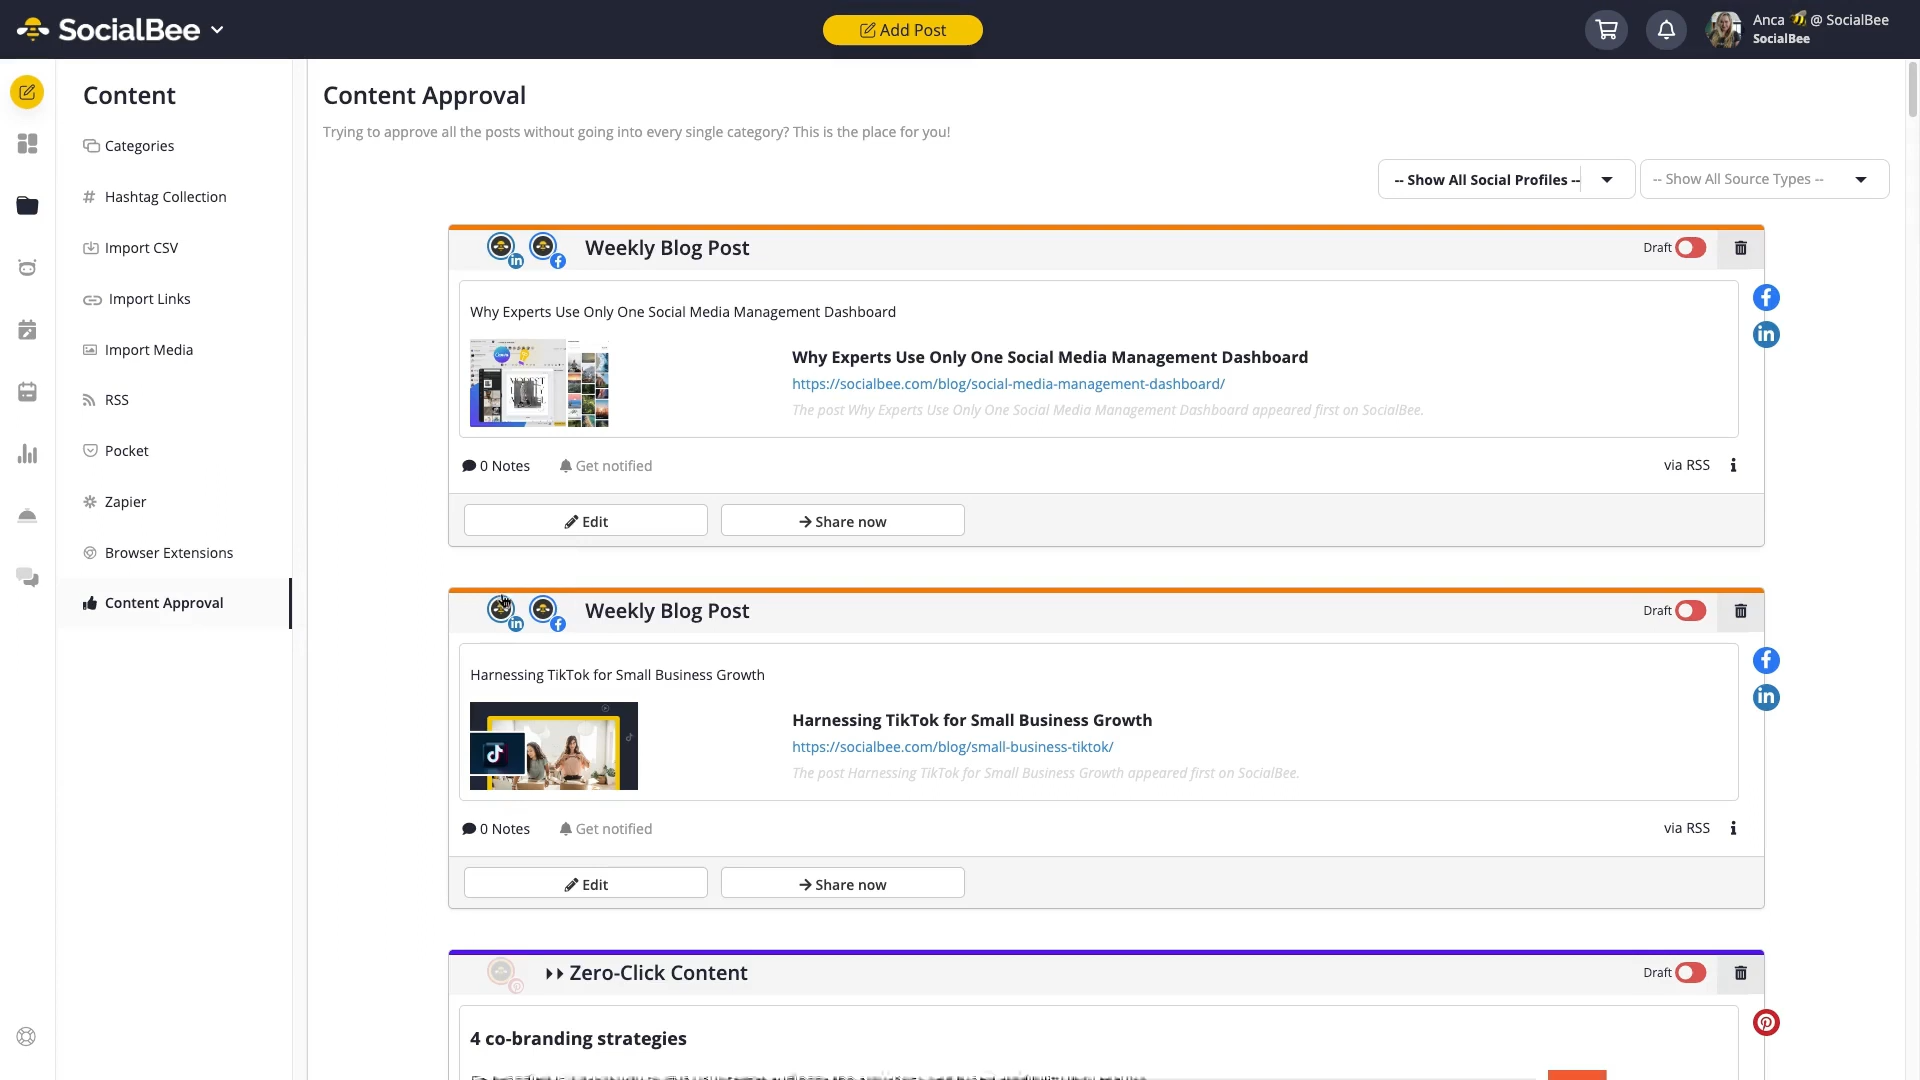 SocialBee
Add Post
Anca @ SocialBee
SocialBee
Content
Categories
Hashtag Collection
Import CSV
Import Links
Import Media
RSS
Pocket
Zapier
Browser Extensions
Content Approval
Content Approval
Trying to approve all the posts without going into every single category? This is the place for you!
-- Show All Social Profiles --
-- Show All Source Types --
Weekly Blog Post
Draft
Why Experts Use Only One Social Media Management Dashboard
Why Experts Use Only One Social Media Management Dashboard
https://socialbee.com/blog/social-media-management-dashboard/
The post Why Experts Use Only One Social Media Management Dashboard appeared first on SocialBee.
0 Notes
Get notified
via RSS
Edit
Share now
Weekly Blog Post
Draft
Harnessing TikTok for Small Business Growth
Harnessing TikTok for Small Business Growth
https://socialbee.com/blog/small-business-tiktok/
The post Harnessing TikTok for Small Business Growth appeared first on SocialBee.
0 Notes
Get notified
via RSS
Edit
Share now
Zero-Click Content
Draft
4 co-branding strategies